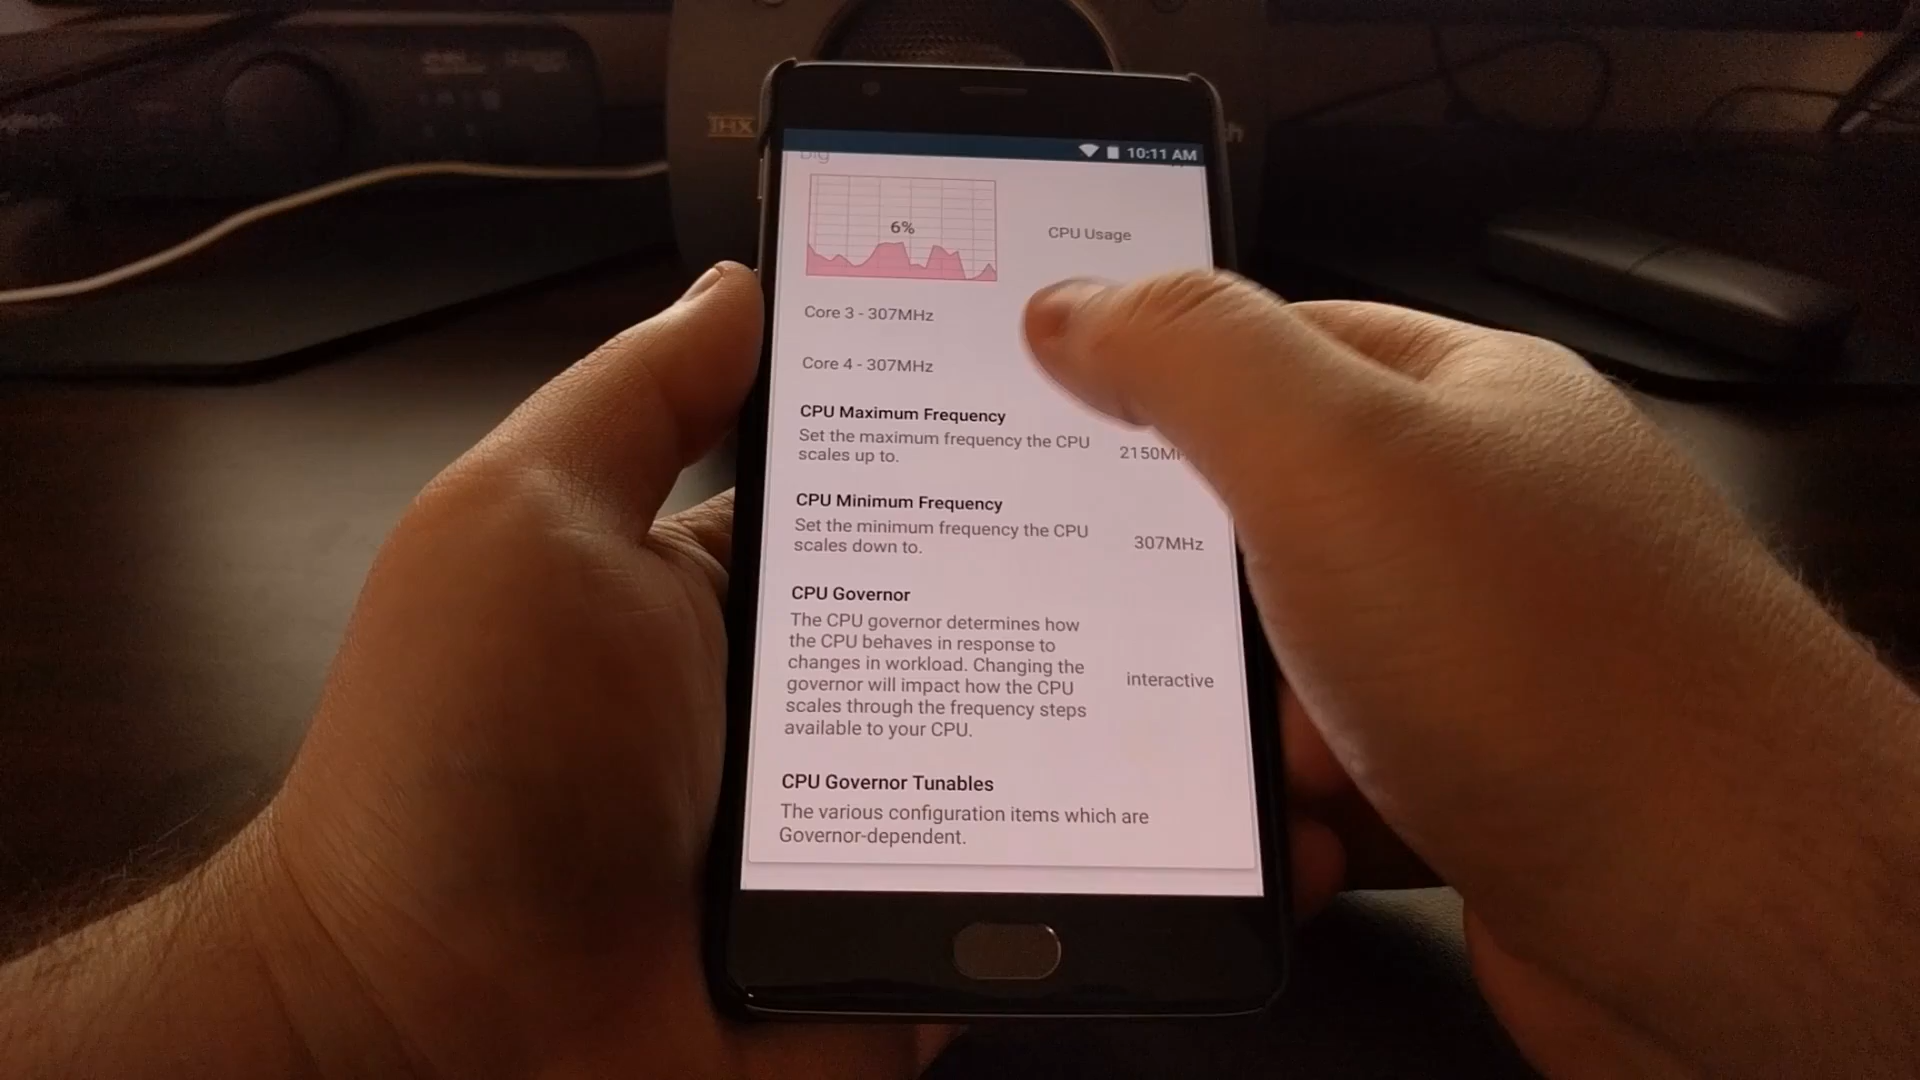 THX
10:11 AM
Big
6%
CPU Usage
Core 3 - 307MHz
Core 4 - 307MHz
CPU Maximum Frequency
Set the maximum frequency the CPU
scales up to.
2150MH
CPU Minimum Frequency
Set the minimum frequency the CPU
scales down to.
307MHz
CPU Governor
The CPU governor determines how
the CPU behaves in response to
changes in workload. Changing the
governor will impact how the CPU
scales through the frequency steps
available to your CPU.
interactive
CPU Governor Tunables
The various configuration items which are
Governor-dependent.